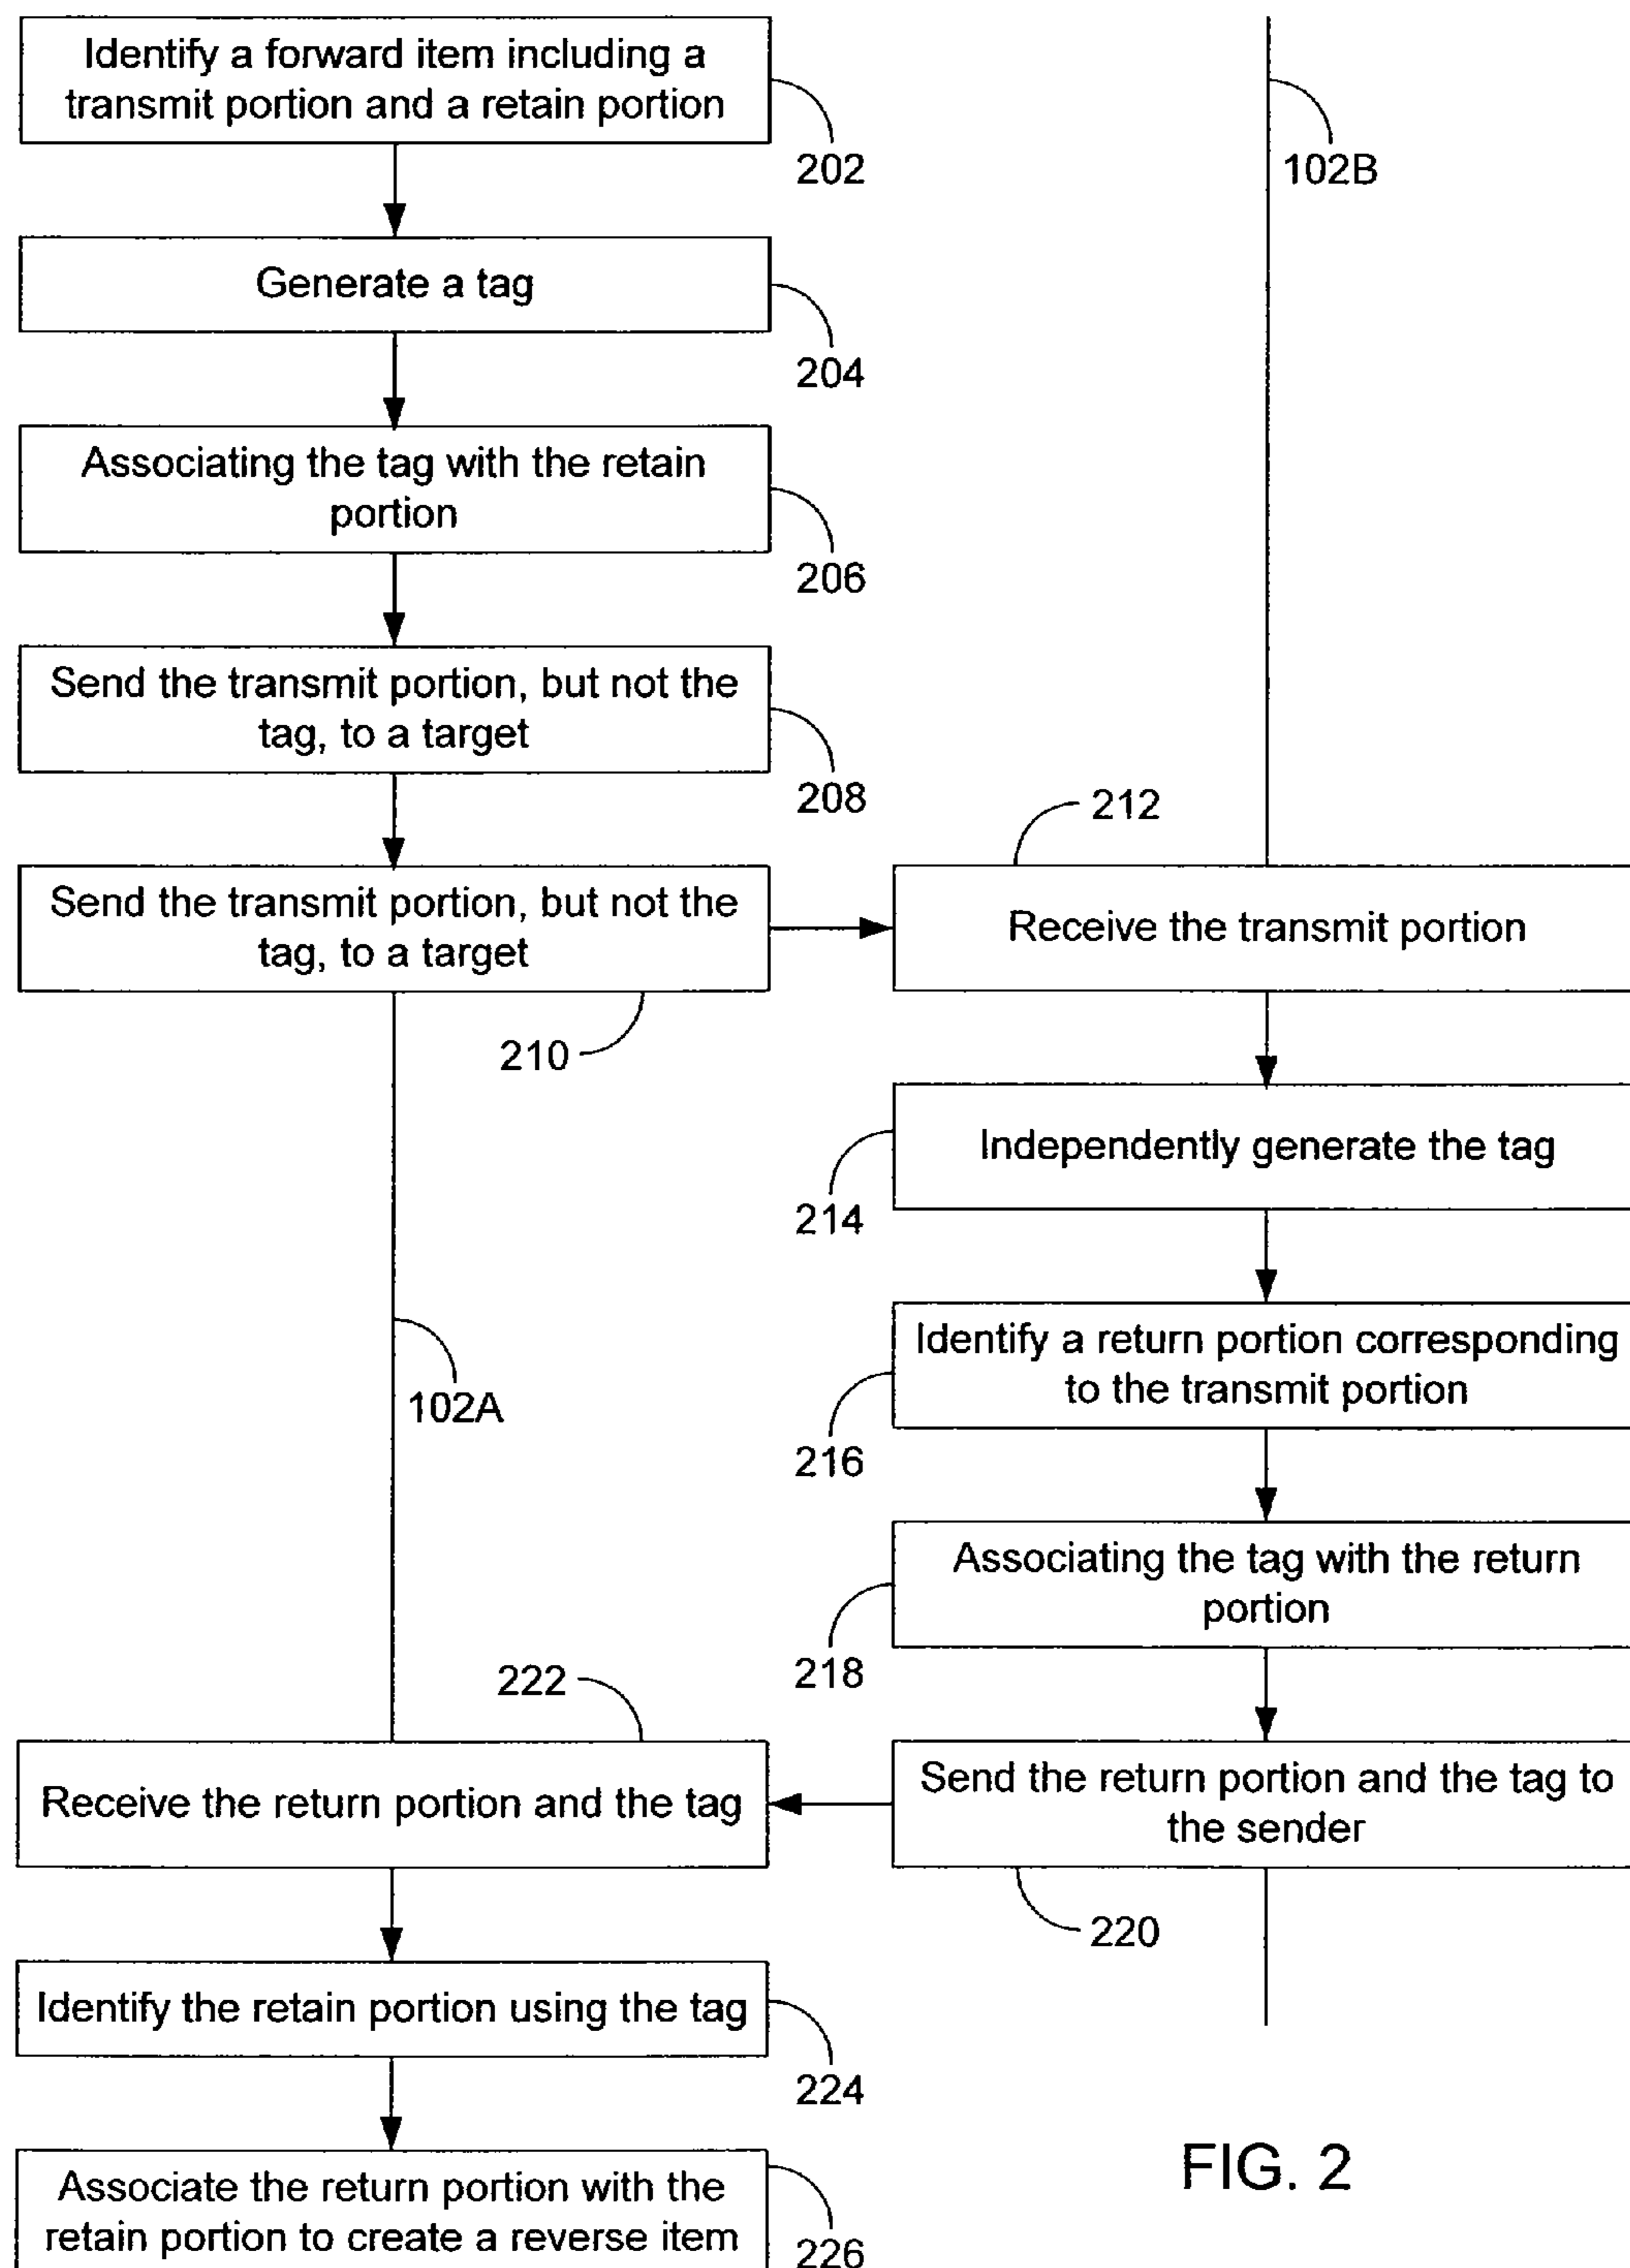 Identify a forward item including a
transmit portion and a retain portion
202
102B
Generate a tag
204
Associating the tag with the retain
portion
206
Send the transmit portion, but not the
tag, to a target
208
212
Send the transmit portion, but not the
tag, to a target
Receive the transmit portion
210
Independently generate the tag
214
Identify a return portion corresponding
to the transmit portion
102A
216
Associating the tag with the return
portion
218
222
Receive the return portion and the tag
Send the return portion and the tag to
the sender
220
Identify the retain portion using the tag
224
FIG. 2
Associate the return portion with the
retain portion to create a reverse item
226